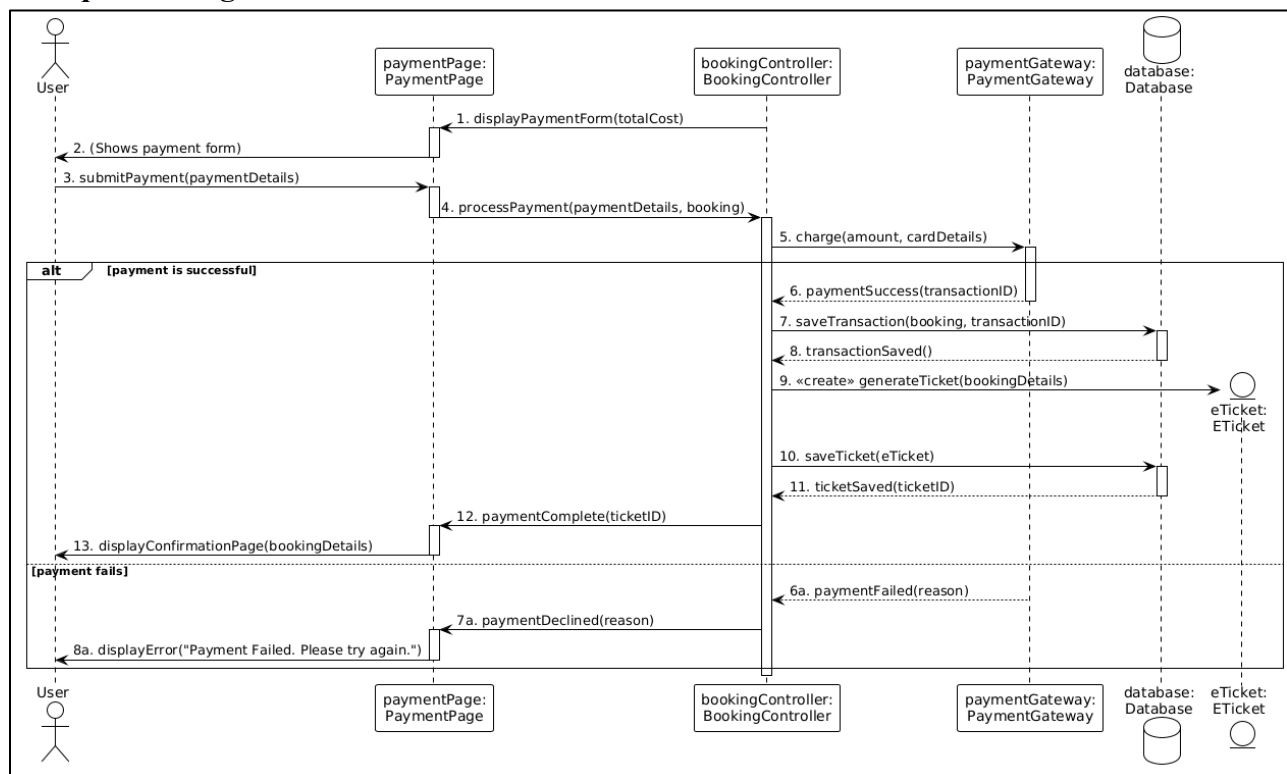 User
paymentPage:
PaymentPage
bookingController:
BookingController
paymentGateway:
PaymentGateway
database:
Database
1. displayPaymentForm(totalCost)
2. (Shows payment form)
3. submitPayment(paymentDetails)
4. processPayment(paymentDetails, booking)
5. charge(amount, cardDetails)
alt [payment is successful]
6. paymentSuccess(transactionID)
7. saveTransaction(booking, transactionID)
8. transactionSaved()
9. «create» generateTicket(bookingDetails)
eTicket:
ETicket
10. saveTicket(eTicket)
11. ticketSaved(ticketID)
12. paymentComplete(ticketID)
13. displayConfirmationPage(bookingDetails)
[payment fails]
6a. paymentFailed(reason)
7a. paymentDeclined(reason)
8a. displayError("Payment Failed. Please try again.")
User
paymentPage:
PaymentPage
bookingController:
BookingController
paymentGateway:
PaymentGateway
database:
Database
eTicket:
ETicket